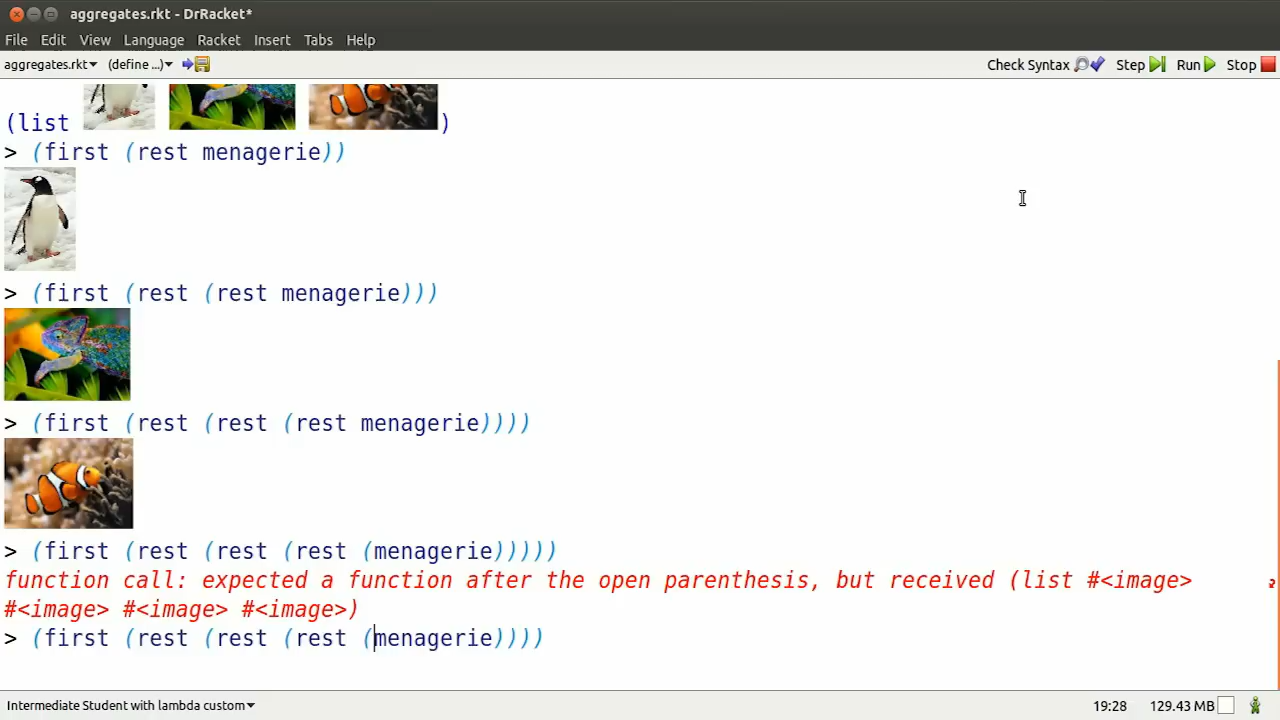 aggregates.rkt - DrRacket*
File Edit View Language Racket Insert Tabs Help
aggregates.rkt (define ...) Check Syntax Step Run Stop
(list )
> (first (rest menagerie))
> (first (rest (rest menagerie)))
> (first (rest (rest (rest menagerie))))
> (first (rest (rest (rest (menagerie)))))
function call: expected a function after the open parenthesis, but received (list #<image>
#<image> #<image> #<image>)
> (first (rest (rest (rest (menagerie))))
Intermediate Student with lambda custom 19:28 129.43 MB